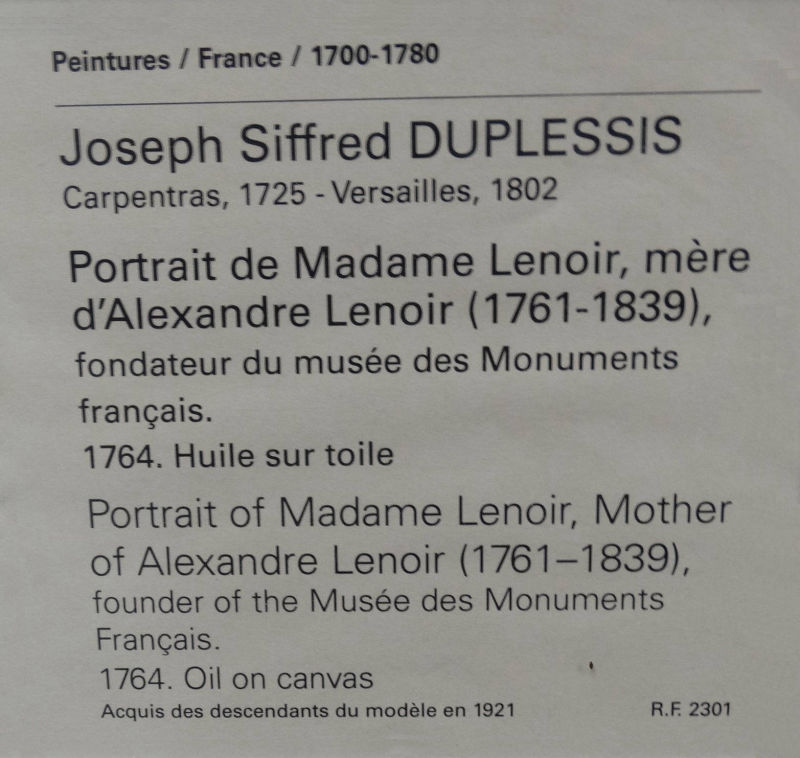 Peintures / France / 1700-1780
Joseph Siffred DUPLESSIS
Carpentras, 1725 - Versailles, 1802
Portrait de Madame Lenoir, mère
d'Alexandre Lenoir (1761-1839),
fondateur du musée des Monuments
français.
1764. Huile sur toile
Portrait of Madame Lenoir, Mother
of Alexandre Lenoir (1761–1839),
founder of the Musée des Monuments
Français.
1764. Oil on canvas
Acquis des descendants du modèle en 1921 R.F. 2301